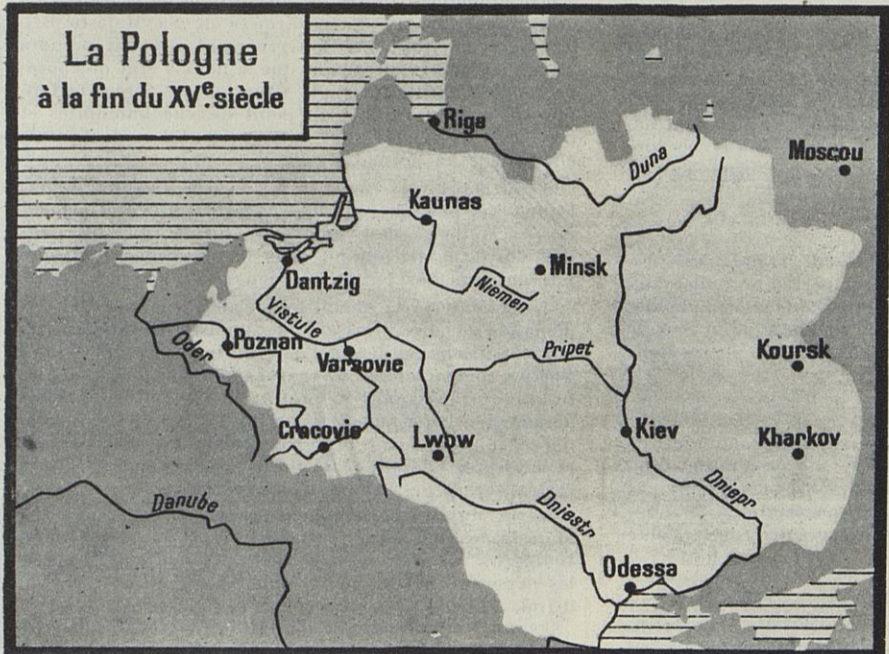 La Pologne
à la fin du XVe. siècle
Riga
Duna
Moscou
Kaunas
Minsk
Dantzig
Niemen
Vistule
Oder
Poznan
Varsovie
Pripet
Koursk
Cracovie
Lwow
Kiev
Kharkov
Danube
Dniestr
Dniepr
Odessa